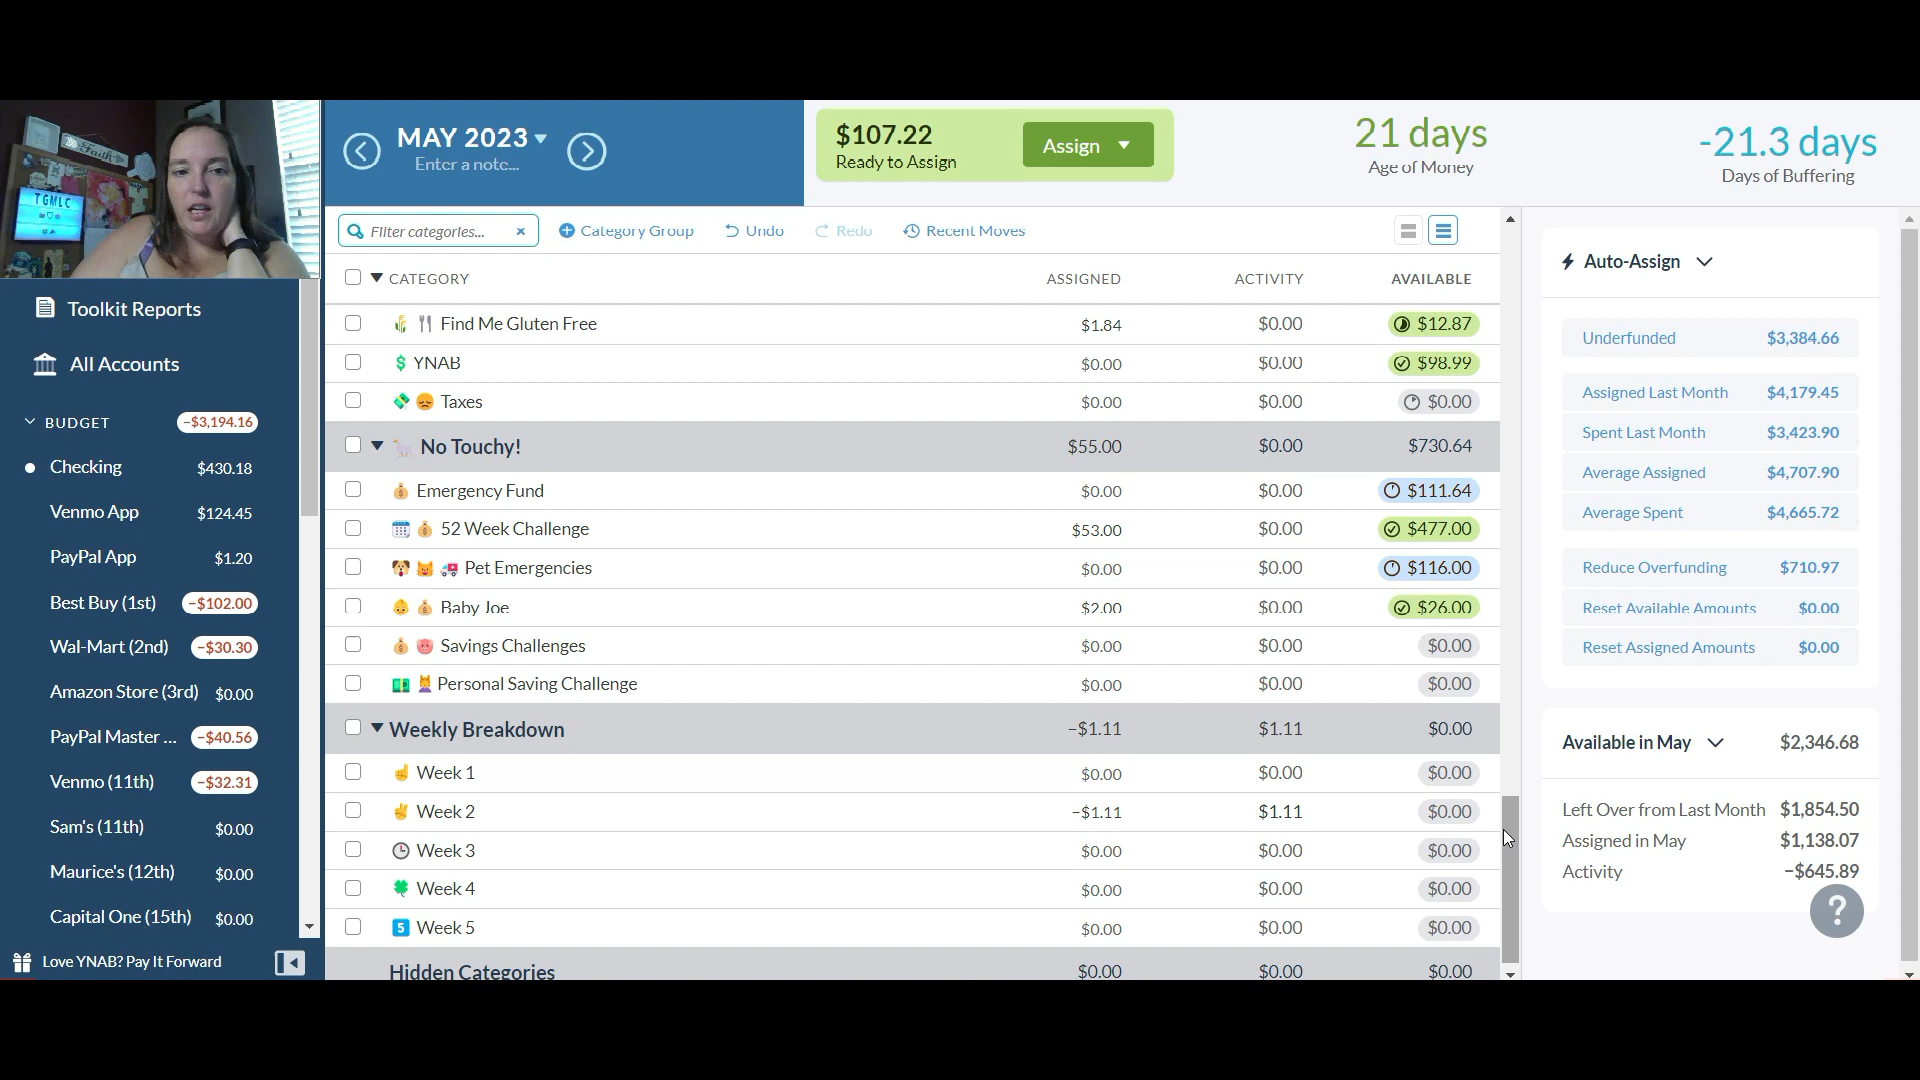 Faith
TGMLC
MAY 2023
Enter a note...
$107.22
Ready to Assign
Assign
21 days
Age of Money
-21.3 days
Days of Buffering
Filter categories...
Category Group
Undo
Redo
Recent Moves
Toolkit Reports
All Accounts
BUDGET −$3,194.16
Checking $430.18
Venmo App $124.45
PayPal App $1.20
Best Buy (1st) −$102.00
Wal-Mart (2nd) −$30.30
Amazon Store (3rd) $0.00
PayPal Master ... −$40.56
Venmo (11th) −$32.31
Sam's (11th) $0.00
Maurice's (12th) $0.00
Capital One (15th) $0.00
Love YNAB? Pay It Forward
CATEGORY ASSIGNED ACTIVITY AVAILABLE
Find Me Gluten Free $1.84 $0.00 $12.87
YNAB $0.00 $0.00 $98.99
Taxes $0.00 $0.00 $0.00
No Touchy! $55.00 $0.00 $730.64
Emergency Fund $0.00 $0.00 $111.64
52 Week Challenge $53.00 $0.00 $477.00
Pet Emergencies $0.00 $0.00 $116.00
Baby Joe $2.00 $0.00 $26.00
Savings Challenges $0.00 $0.00 $0.00
Personal Saving Challenge $0.00 $0.00 $0.00
Weekly Breakdown −$1.11 $1.11 $0.00
Week 1 $0.00 $0.00 $0.00
Week 2 −$1.11 $1.11 $0.00
Week 3 $0.00 $0.00 $0.00
Week 4 $0.00 $0.00 $0.00
5 Week 5 $0.00 $0.00 $0.00
Hidden Categories $0.00 $0.00 $0.00
Auto-Assign
Underfunded $3,384.66
Assigned Last Month $4,179.45
Spent Last Month $3,423.90
Average Assigned $4,707.90
Average Spent $4,665.72
Reduce Overfunding $710.97
Reset Available Amounts $0.00
Reset Assigned Amounts $0.00
Available in May $2,346.68
Left Over from Last Month $1,854.50
Assigned in May $1,138.07
Activity −$645.89
?